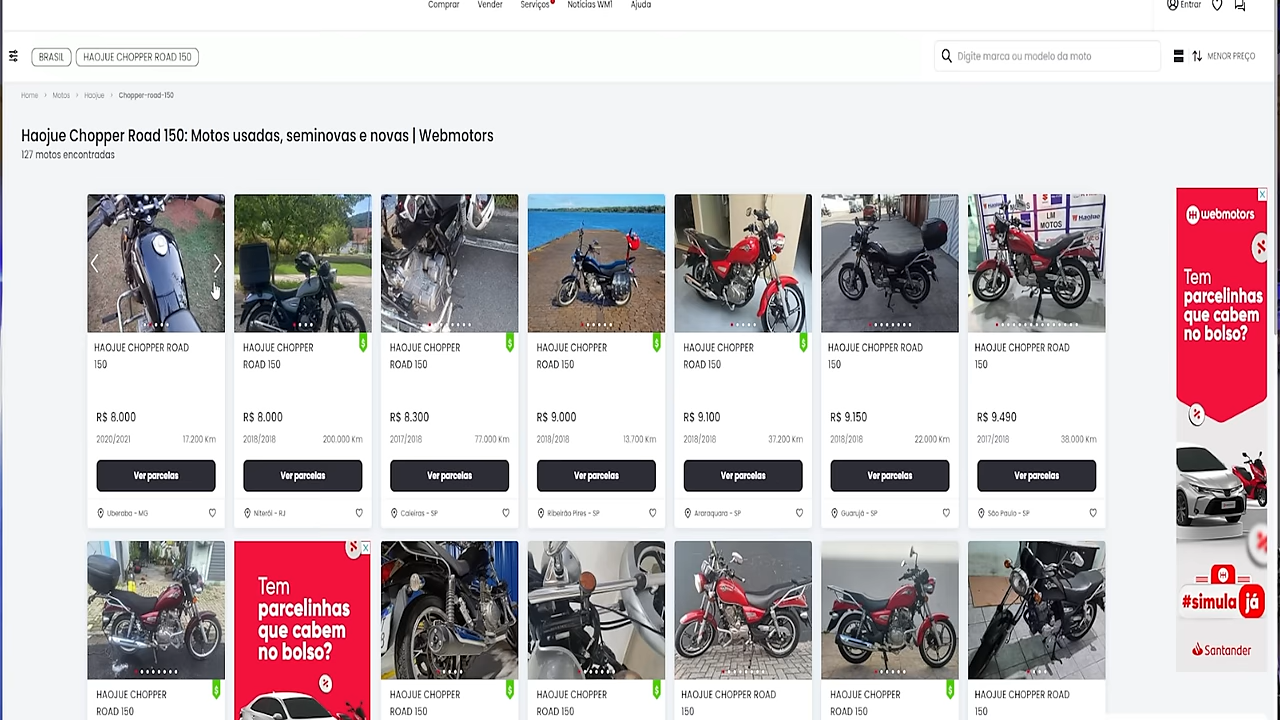 Comprar Vender Serviços Notícias WM1 Ajuda Entrar
BRASIL HAOJUE CHOPPER ROAD 150 Digite marca ou modelo da moto MENOR PREÇO
Home > Motos > Haojue > Chopper-road-150
Haojue Chopper Road 150: Motos usadas, seminovas e novas | Webmotors
127 motos encontradas
HAOJUE CHOPPER ROAD
150
R$ 8.000
2020/2021 17.200 Km
Ver parcelas
Uberaba - MG
HAOJUE CHOPPER
ROAD 150
R$ 8.000
2018/2018 200.000 Km
Ver parcelas
Niterói - RJ
HAOJUE CHOPPER
ROAD 150
R$ 8.300
2017/2018 77.000 Km
Ver parcelas
Caieiras - SP
HAOJUE CHOPPER
ROAD 150
R$ 9.000
2018/2018 13.700 Km
Ver parcelas
Ribeirão Pires - SP
HAOJUE CHOPPER
ROAD 150
R$ 9.100
2018/2018 37.200 Km
Ver parcelas
Araraquara - SP
HAOJUE CHOPPER ROAD
150
R$ 9.150
2018/2018 22.000 Km
Ver parcelas
Guarujá - SP
LM
MOTOS
Haojue
HAOJUE CHOPPER ROAD
150
R$ 9.490
2017/2018 38.000 Km
Ver parcelas
São Paulo - SP
webmotors
Tem
parcelinhas
que cabem
no bolso?
#simula já
Santander
HAOJUE CHOPPER
ROAD 150
Tem
parcelinhas
que cabem
no bolso?
HAOJUE CHOPPER
ROAD 150
HAOJUE CHOPPER
ROAD 150
HAOJUE CHOPPER ROAD
150
HAOJUE CHOPPER
ROAD 150
HAOJUE CHOPPER ROAD
150